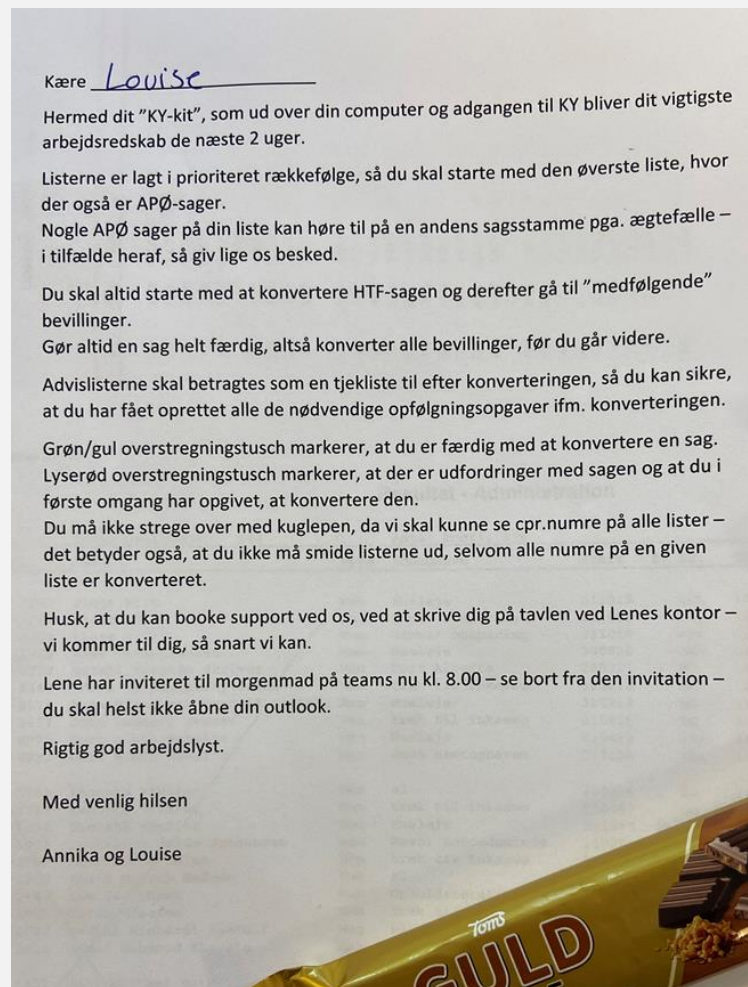 Kære Louise
Hermed dit ”KY-kit”, som ud over din computer og adgangen til KY bliver dit vigtigste
arbejdsredskab de næste 2 uger.
Listerne er lagt i prioriteret rækkefølge, så du skal starte med den øverste liste, hvor
der også er APØ-sager.
Nogle APØ sager på din liste kan høre til på en andens sagsstamme pga. ægtefælle –
i tilfælde heraf, så giv lige os besked.
Du skal altid starte med at konvertere HTF-sagen og derefter gå til ”medfølgende”
bevillinger.
Gør altid en sag helt færdig, altså konverter alle bevillinger, før du går videre.
Advislisterne skal betragtes som en tjekliste til efter konverteringen, så du kan sikre,
at du har fået oprettet alle de nødvendige opfølgningsopgaver ifm. konverteringen.
Grøn/gul overstregningstusch markerer, at du er færdig med at konvertere en sag.
Lyserød overstregningstusch markerer, at der er udfordringer med sagen og at du i
første omgang har opgivet, at konvertere den.
Du må ikke strege over med kuglepen, da vi skal kunne se cpr.numre på alle lister –
det betyder også, at du ikke må smide listerne ud, selvom alle numre på en given
liste er konverteret.
Husk, at du kan booke support ved os, ved at skrive dig på tavlen ved Lenes kontor –
vi kommer til dig, så snart vi kan.
Lene har inviteret til morgenmad på teams nu kl. 8.00 – se bort fra den invitation –
du skal helst ikke åbne din outlook.
Rigtig god arbejdslyst.
Med venlig hilsen
Annika og Louise
Toms
GULD